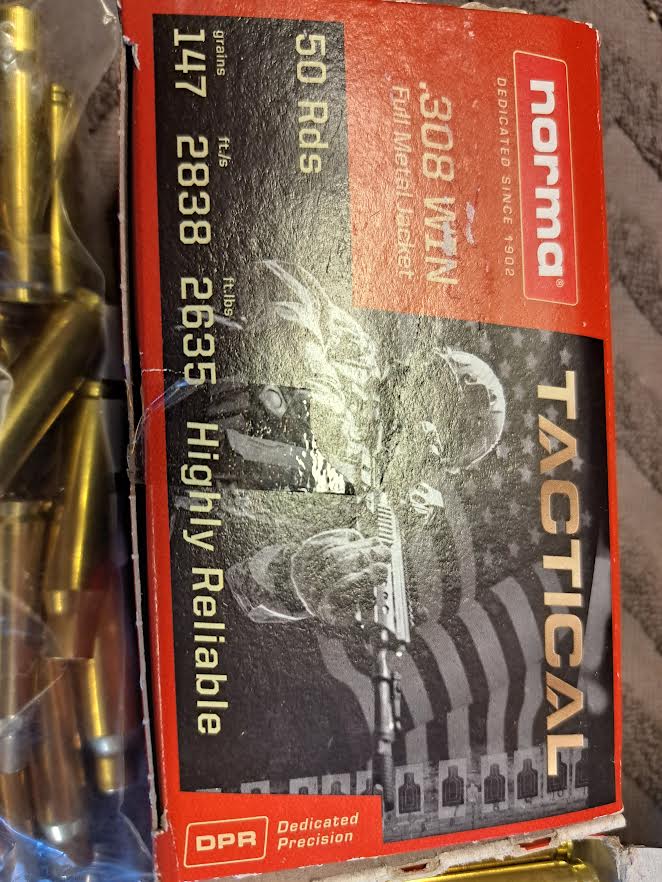 norma®
DEDICATED SINCE 1902
TACTICAL
.308 WIN
Full Metal Jacket
50 Rds
grains ft./s ft.lbs
147 2838 2635 Highly Reliable
DPR Dedicated
Precision